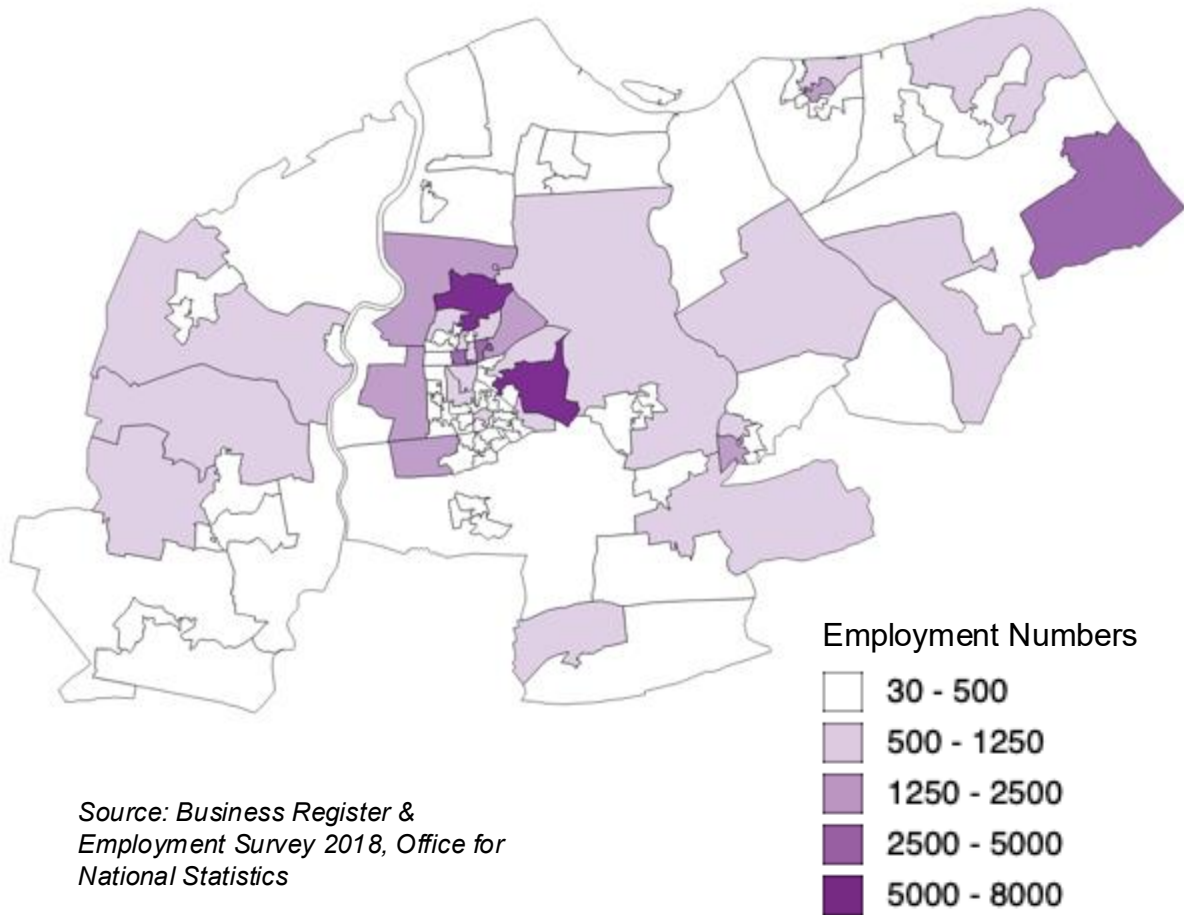 Employment Numbers
30 - 500
500 - 1250
1250 - 2500
2500 - 5000
5000 - 8000
Source: Business Register &
Employment Survey 2018, Office for
National Statistics